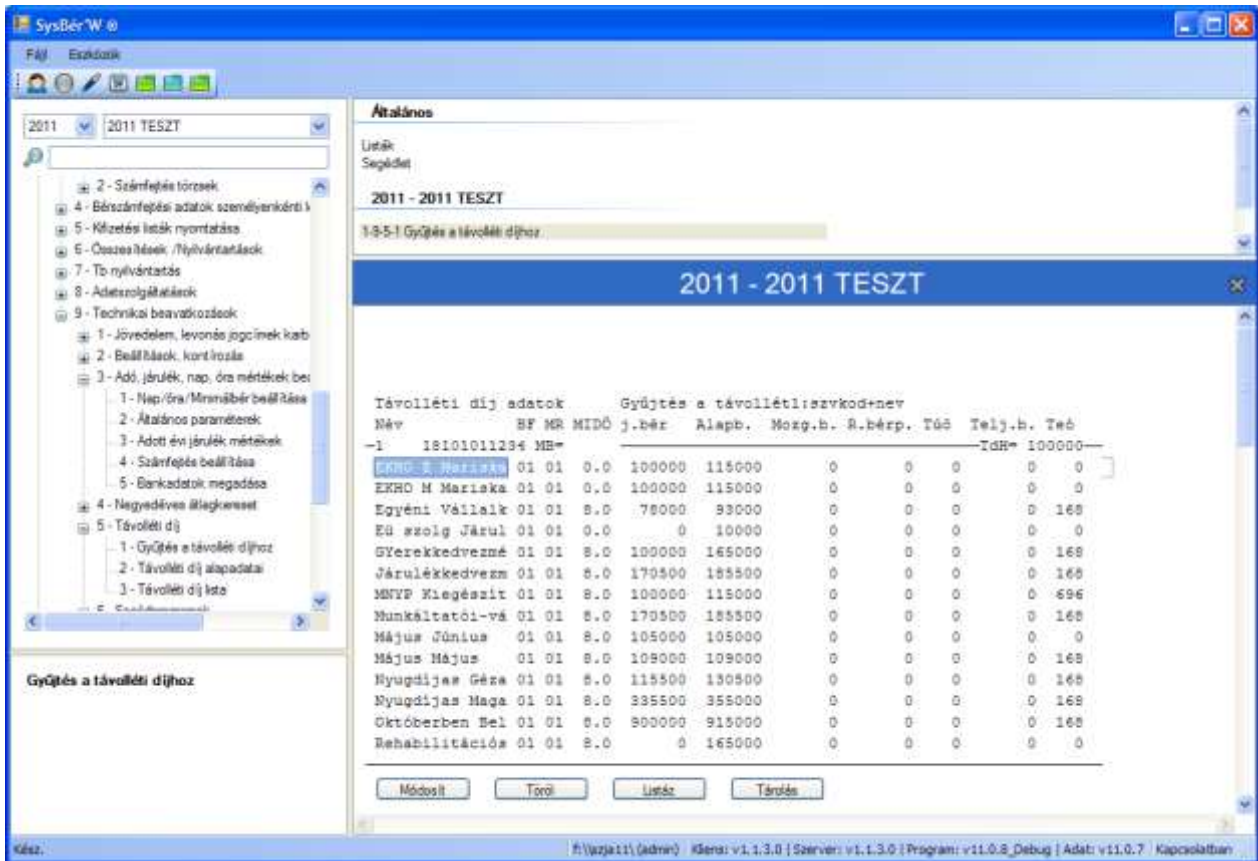 SysBér'W ®
Fájl Eszközök
2011 2011 TESZT
2 - Számfejtés törzsek
4 - Bérszámfejtési adatok személyenkénti k
5 - Kifizetési listák nyomtatása
6 - Összesítések /Nyilvántartások
7 - Tb nyilvántartás
8 - Adatszolgáltatások
9 - Technikai beavatkozások
1 - Jövedelem, levonás jogcímek karb
2 - Beállítások, kontírozás
3 - Adó, járulék, nap, óra mértékek bea
1 - Nap/óra/Minimálbér beállítása
2 - Általános paraméterek
3 - Adott évi járulék mértékek
4 - Számfejtés beállítása
5 - Bankadatok megadása
4 - Negyedéves átlagkereset
5 - Távolléti díj
1 - Gyűjtés a távolléti díjhoz
2 - Távolléti díj alapadatai
3 - Távolléti díj lista
Gyűjtés a távolléti díjhoz
Általános
Listák
Segédlet
2011 - 2011 TESZT
1-9-5-1 Gyűjtés a távolléti díjhoz
2011 - 2011 TESZT
Távolléti díj adatok Gyűjtés a távolléti:szvkod+nev
Név BF MR MIDŐ j.bér Alapb. Mozg.b. R.bérp. Túó Telj.b. Teó
1 18101011234 MB= TdH= 100000
EKHO E Mariska 01 01 0.0 100000 115000 0 0 0 0 0
EKHO M Mariska 01 01 0.0 100000 115000 0 0 0 0 0
Egyéni Vállalk 01 01 8.0 78000 93000 0 0 0 0 168
Eü szolg Járul 01 01 0.0 0 10000 0 0 0 0 0
GYerekkedvezmé 01 01 8.0 100000 165000 0 0 0 0 168
Járulékkedvezm 01 01 8.0 170500 185500 0 0 0 0 168
MNYP Kiegészít 01 01 8.0 100000 115000 0 0 0 0 696
Munkáltatói-vá 01 01 8.0 170500 185500 0 0 0 0 168
Május Június 01 01 8.0 105000 105000 0 0 0 0 0
Május Május 01 01 8.0 109000 109000 0 0 0 0 168
Nyugdíjas Géza 01 01 8.0 115500 130500 0 0 0 0 168
Nyugdíjas Maga 01 01 8.0 335500 355000 0 0 0 0 168
Októberben Bel 01 01 8.0 900000 915000 0 0 0 0 168
Rehabilitációs 01 01 8.0 0 165000 0 0 0 0 0
Módosít Töröl Listáz Tárolás
Kész. (admin) Kliens: v1.1.3.0 | Szerver: v1.1.3.0 | Program: v11.0.8_Debug | Adat: v11.0.7 Kapcsolatban